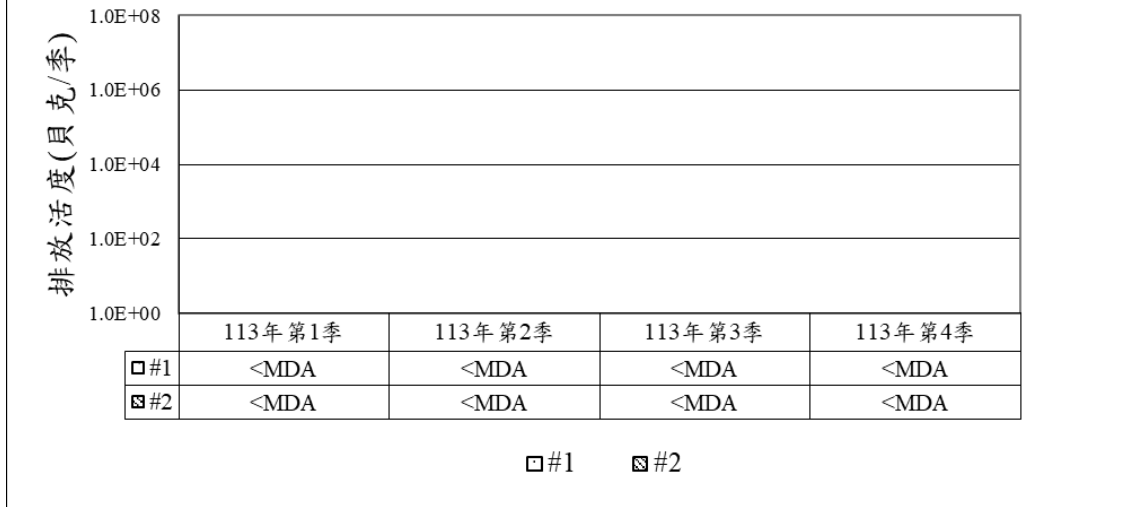 排放活度(貝克/季)
1.0E+08
1.0E+06
1.0E+04
1.0E+02
1.0E+00
113年第1季 113年第2季 113年第3季 113年第4季
#1 <MDA <MDA <MDA <MDA
#2 <MDA <MDA <MDA <MDA
#1 #2